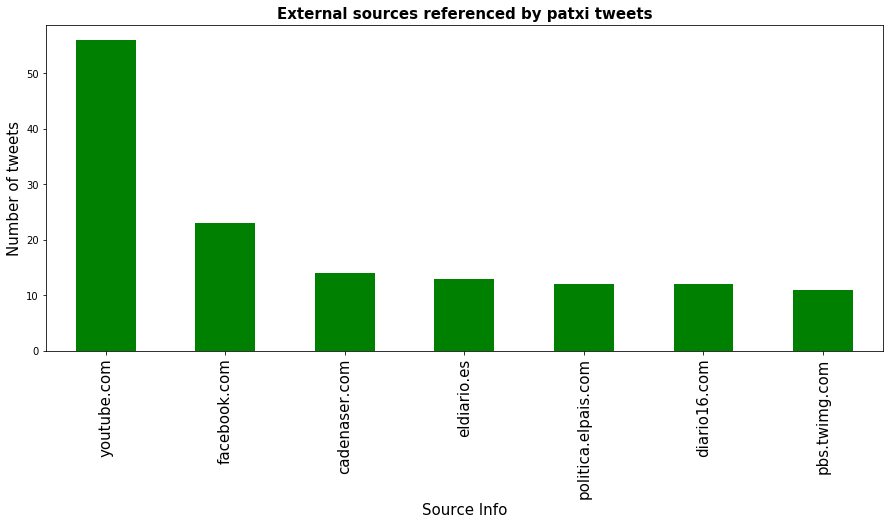 External sources referenced by patxi tweets
Number of tweets
50
40
30
20
10
0
youtube.com
facebook.com
cadenaser.com
eldiario.es
politica.elpais.com
diario16.com
pbs.twimg.com
Source Info